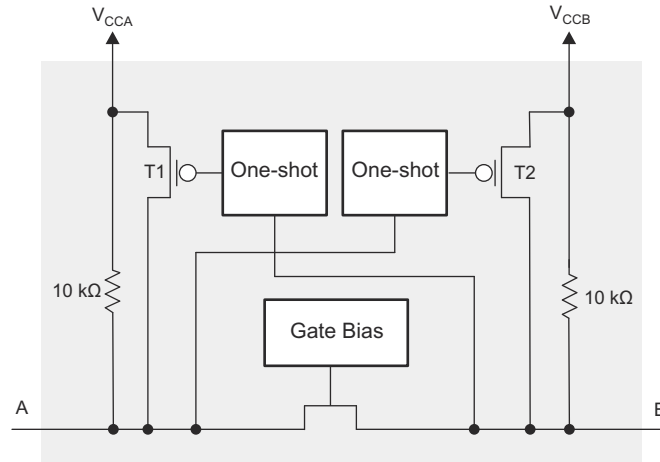 V_CCA
V_CCB
T1
One-shot
One-shot
T2
10 kΩ
10 kΩ
Gate Bias
A
B